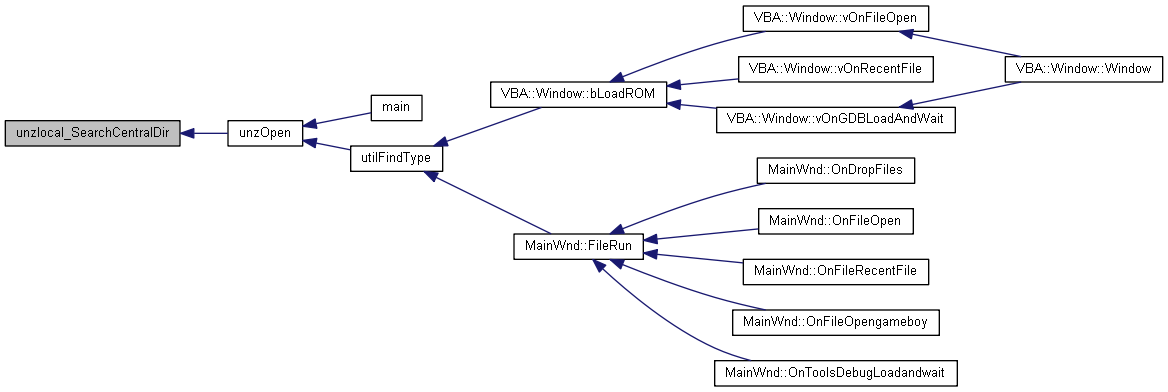 VBA::Window::vOnFileOpen
VBA::Window::vOnRecentFile
VBA::Window::Window
VBA::Window::bLoadROM
main
VBA::Window::vOnGDBLoadAndWait
unzlocal_SearchCentralDir
unzOpen
utilFindType
MainWnd::OnDropFiles
MainWnd::OnFileOpen
MainWnd::FileRun
MainWnd::OnFileRecentFile
MainWnd::OnFileOpengameboy
MainWnd::OnToolsDebugLoadandwait